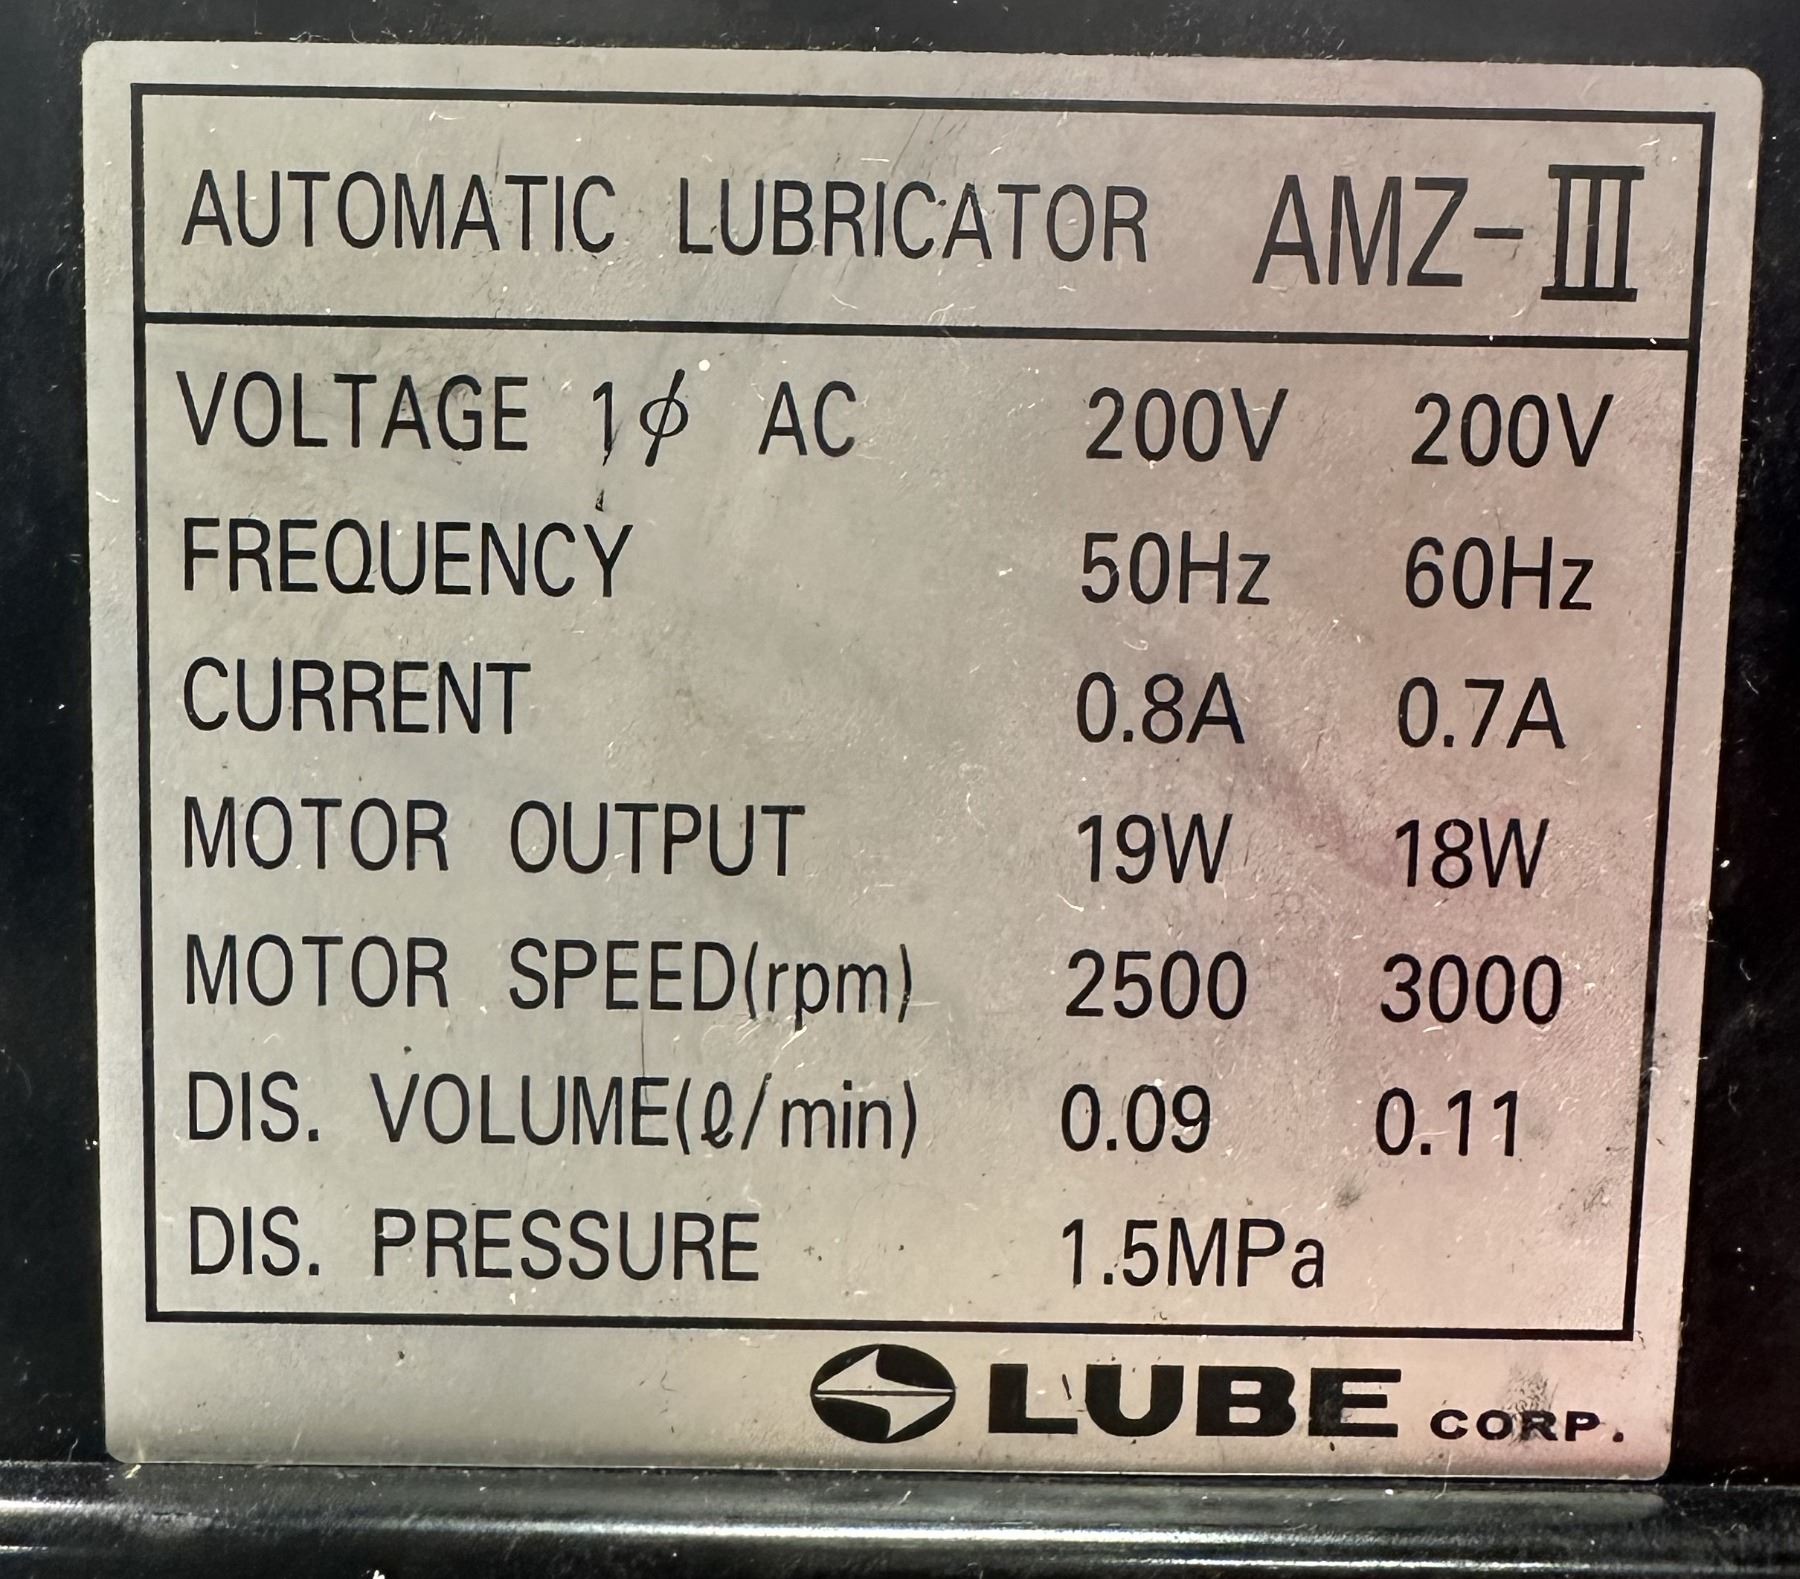 AUTOMATIC LUBRICATOR AMZ-III
VOLTAGE 1ϕ AC 200V 200V
FREQUENCY 50Hz 60Hz
CURRENT 0.8A 0.7A
MOTOR OUTPUT 19W 18W
MOTOR SPEED(rpm) 2500 3000
DIS. VOLUME(ℓ/min) 0.09 0.11
DIS. PRESSURE 1.5MPa
LUBE CORP.